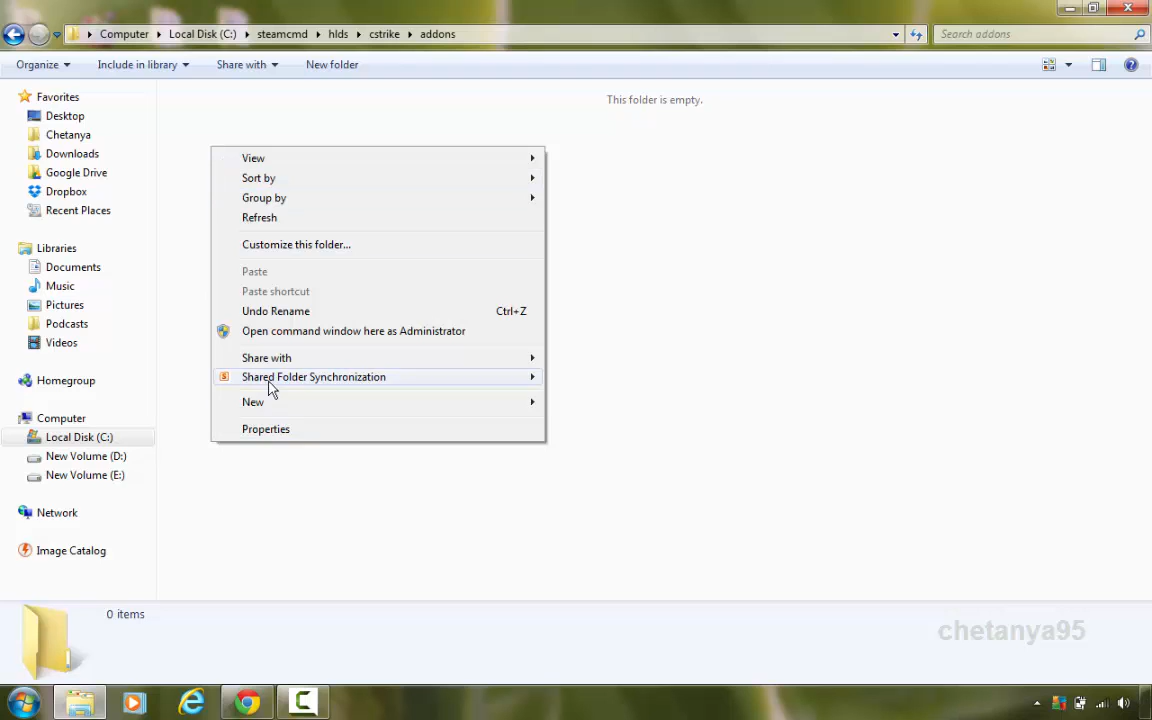 Computer Local Disk (C:) steamcmd hlds cstrike addons Search addons
Organize Include in library Share with New folder
This folder is empty.
Favorites
Desktop
Chetanya
Downloads
Google Drive
Dropbox
Recent Places
Libraries
Documents
Music
Pictures
Podcasts
Videos
Homegroup
Computer
Local Disk (C:)
New Volume (D:)
New Volume (E:)
Network
Image Catalog
View
Sort by
Group by
Refresh
Customize this folder...
Paste
Paste shortcut
Undo Rename Ctrl+Z
Open command window here as Administrator
Share with
Shared Folder Synchronization
New
Properties
0 items
chetanya95